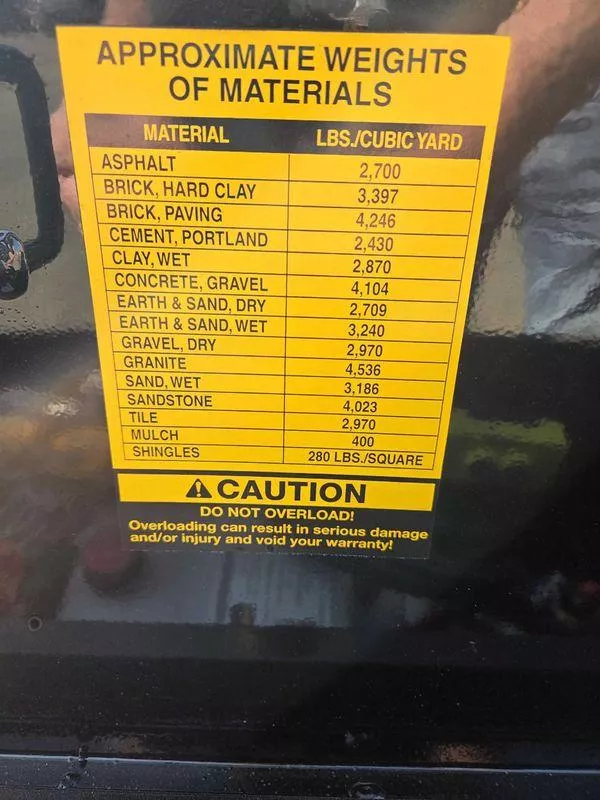 APPROXIMATE WEIGHTS
OF MATERIALS
MATERIAL LBS./CUBIC YARD
ASPHALT 2,700
BRICK, HARD CLAY 3,397
BRICK, PAVING 4,246
CEMENT, PORTLAND 2,430
CLAY, WET 2,870
CONCRETE, GRAVEL 4,104
EARTH & SAND, DRY 2,709
EARTH & SAND, WET 3,240
GRAVEL, DRY 2,970
GRANITE 4,536
SAND, WET 3,186
SANDSTONE 4,023
TILE 2,970
MULCH 400
SHINGLES 280 LBS./SQUARE
CAUTION
DO NOT OVERLOAD!
Overloading can result in serious damage
and/or injury and void your warranty!